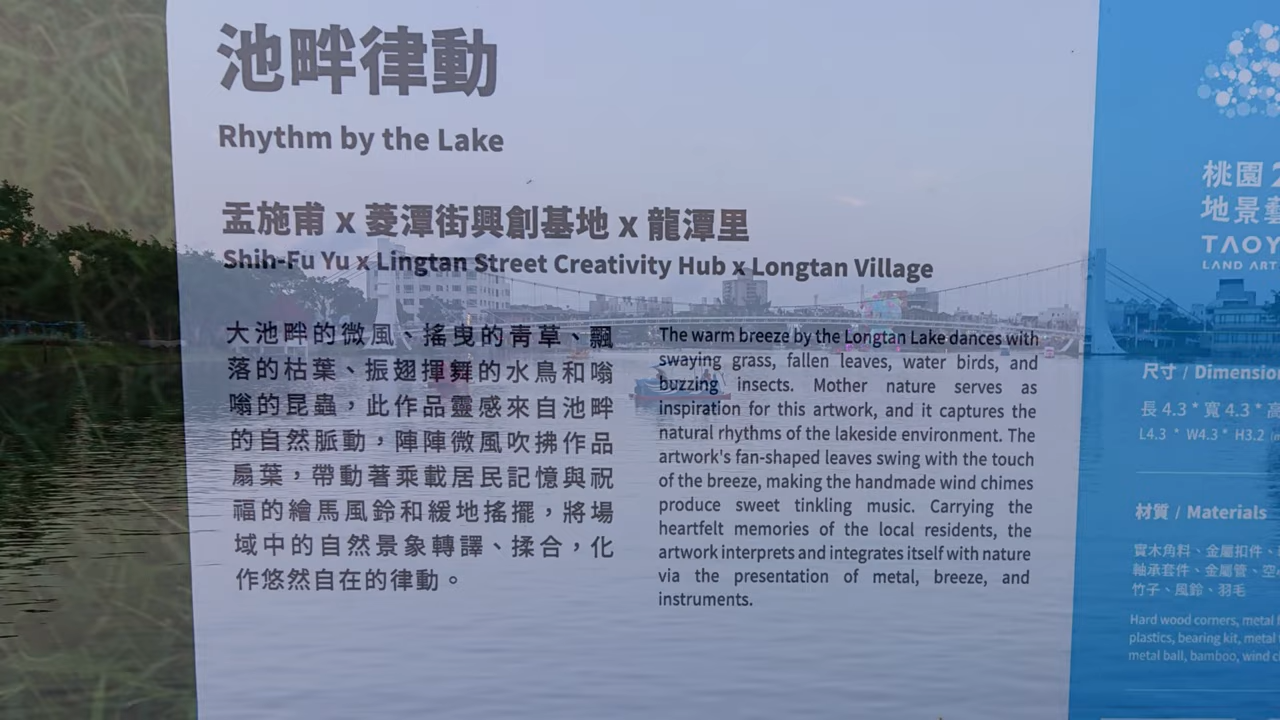 池畔律動
Rhythm by the Lake
盂施甫 x 菱潭街興創基地 x 龍潭里
Shih-Fu Yu x Lingtan Street Creativity Hub x Longtan Village
大池畔的微風、搖曳的青草、飄
落的枯葉、振翅揮舞的水鳥和嗡
嗡的昆蟲，此作品靈感來自池畔
的自然脈動，陣陣微風吹拂作品
扇葉，帶動著乘載居民記憶與祝
福的繪馬風鈴和緩地搖擺，將場
域中的自然景象轉譯、揉合，化
作悠然自在的律動。
The warm breeze by the Longtan Lake dances with
swaying grass, fallen leaves, water birds, and
buzzing insects. Mother nature serves as
inspiration for this artwork, and it captures the
natural rhythms of the lakeside environment. The
artwork's fan-shaped leaves swing with the touch
of the breeze, making the handmade wind chimes
produce sweet tinkling music. Carrying the
heartfelt memories of the local residents, the
artwork interprets and integrates itself with nature
via the presentation of metal, breeze, and
instruments.
桃園2
地景藝
TAOY
LAND ART
尺寸 / Dimension
長 4.3 * 寬 4.3 * 高
L4.3 * W4.3 * H3.2
材質 / Materials
實木角料、金屬扣件、
軸承套件、金屬管、空
竹子、風鈴、羽毛
Hard wood corners, metal
plastics, bearing kit, metal
metal ball, bamboo, wind